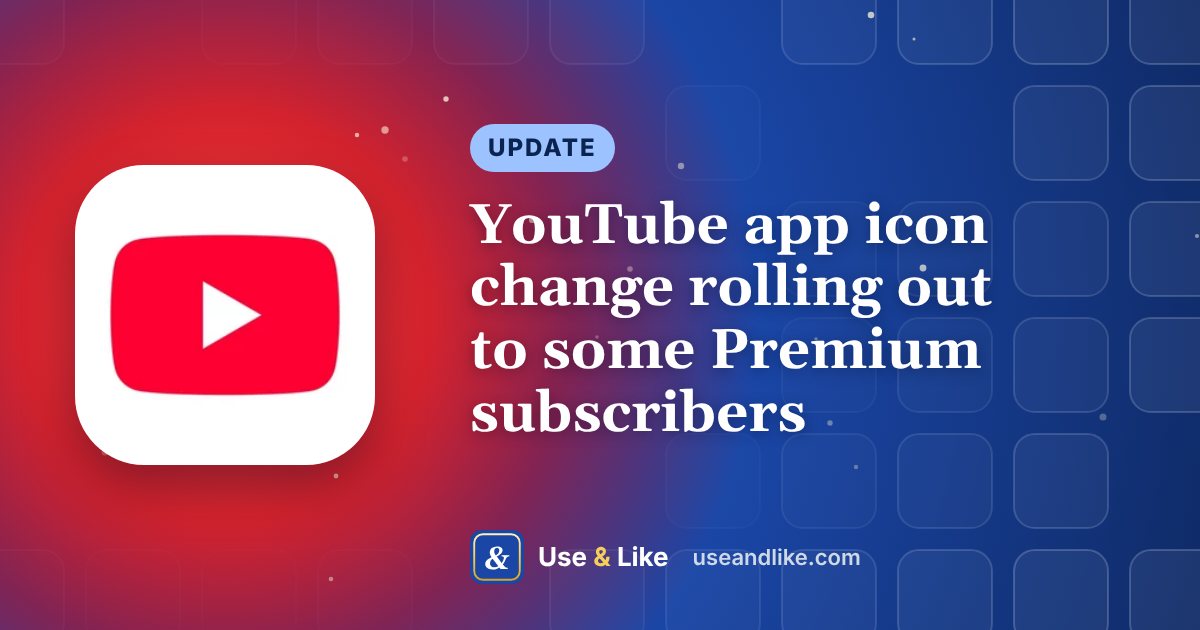 UPDATE
YouTube app icon
change rolling out
to some Premium
subscribers
& Use & Like useandlike.com